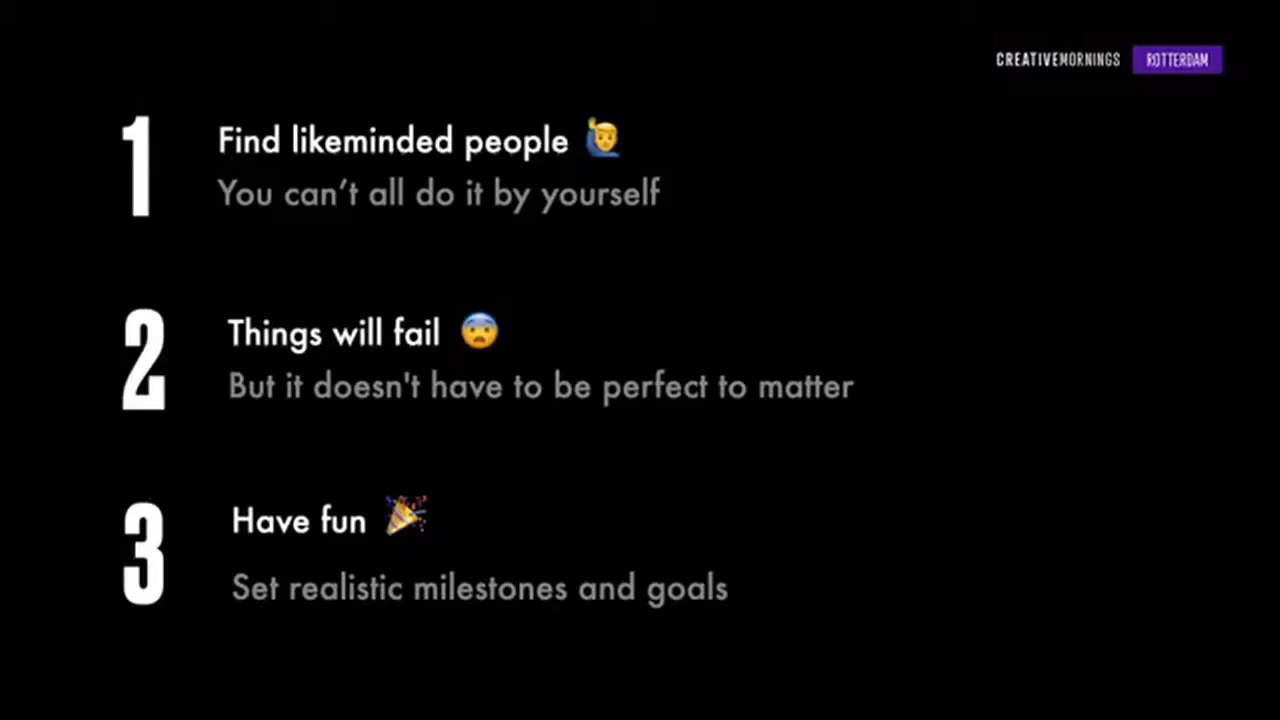 CREATIVEMORNINGS ROTTERDAM
1
Find likeminded people
You can’t all do it by yourself
2
Things will fail
But it doesn't have to be perfect to matter
3
Have fun
Set realistic milestones and goals